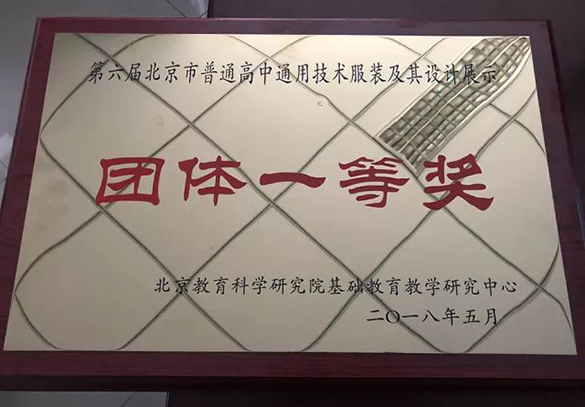 第六届北京市普通高中通用技术服装及其设计展示
团体一等奖
北京教育科学研究院基础教育教学研究中心
二〇一八年五月